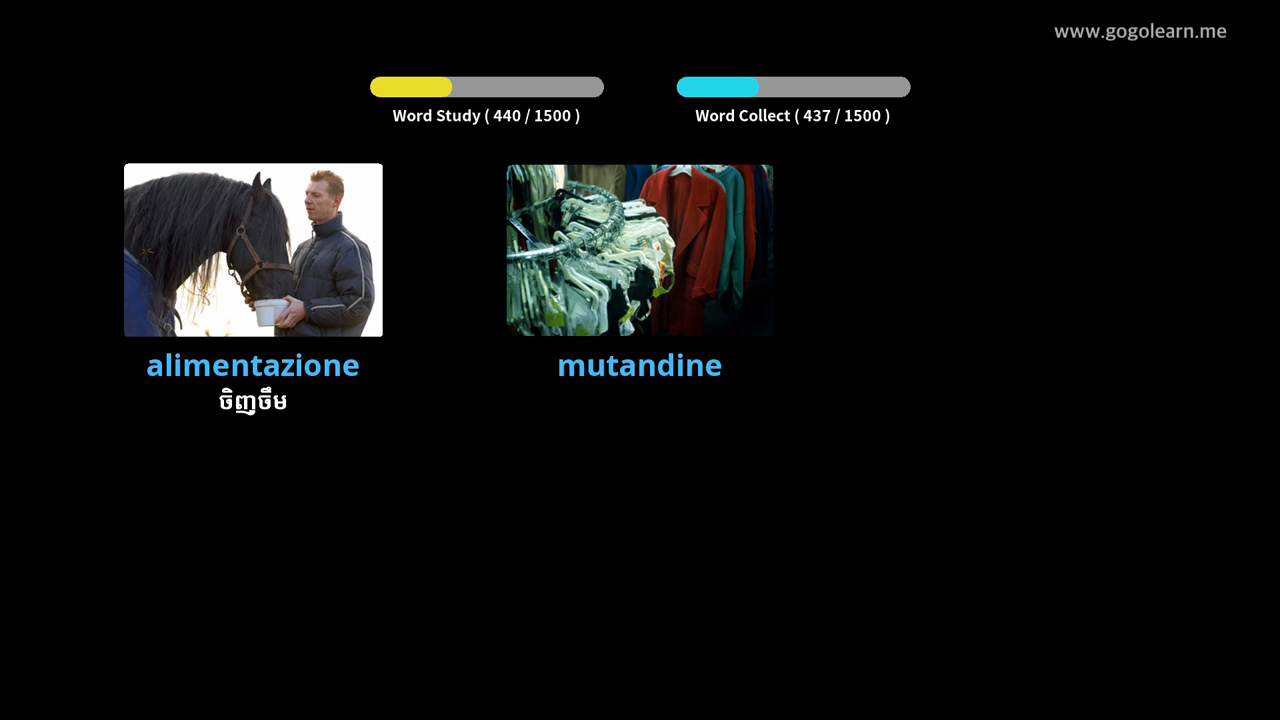 www.gogolearn.me
Word Study ( 440 / 1500 )
Word Collect ( 437 / 1500 )
alimentazione
mutandine
ចិញ្ចឹម